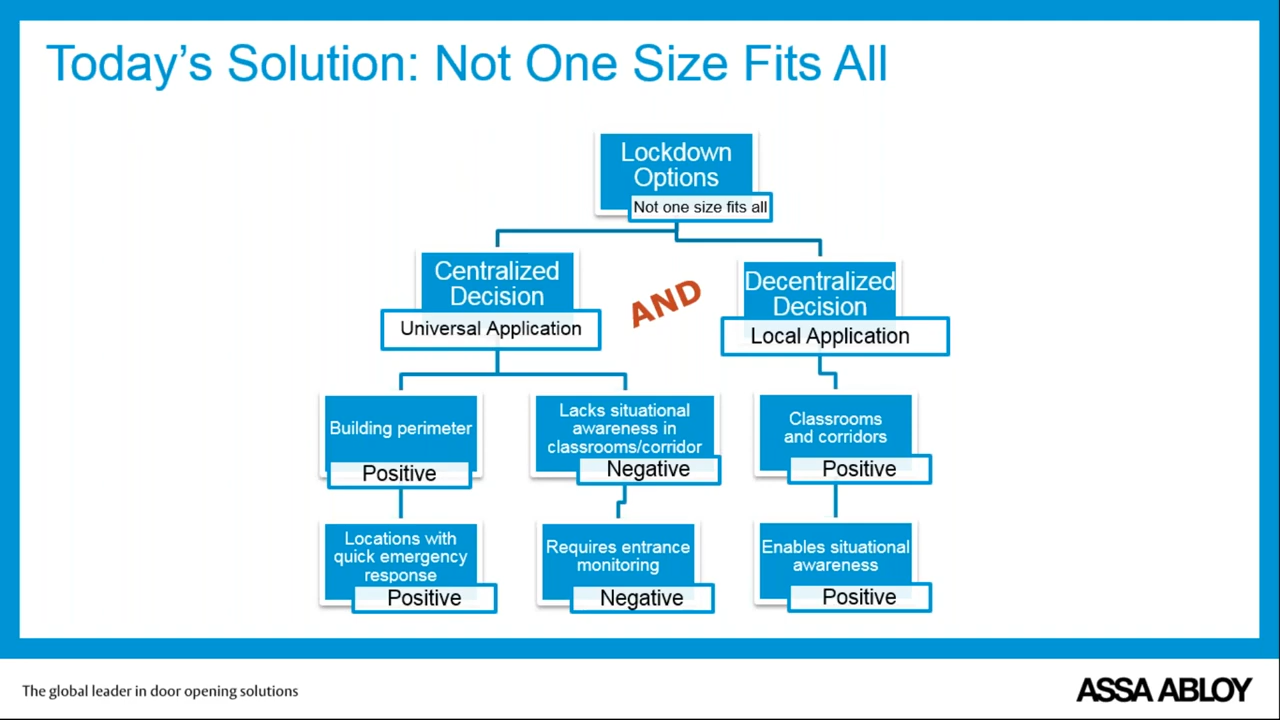 Today's Solution: Not One Size Fits All
Lockdown
Options
Not one size fits all
Centralized
Decision
Universal Application
AND
Decentralized
Decision
Local Application
Building perimeter
Positive
Lacks situational
awareness in
classrooms/corridor
Negative
Classrooms
and corridors
Positive
Locations with
quick emergency
response
Positive
Requires entrance
monitoring
Negative
Enables situational
awareness
Positive
The global leader in door opening solutions
ASSA ABLOY